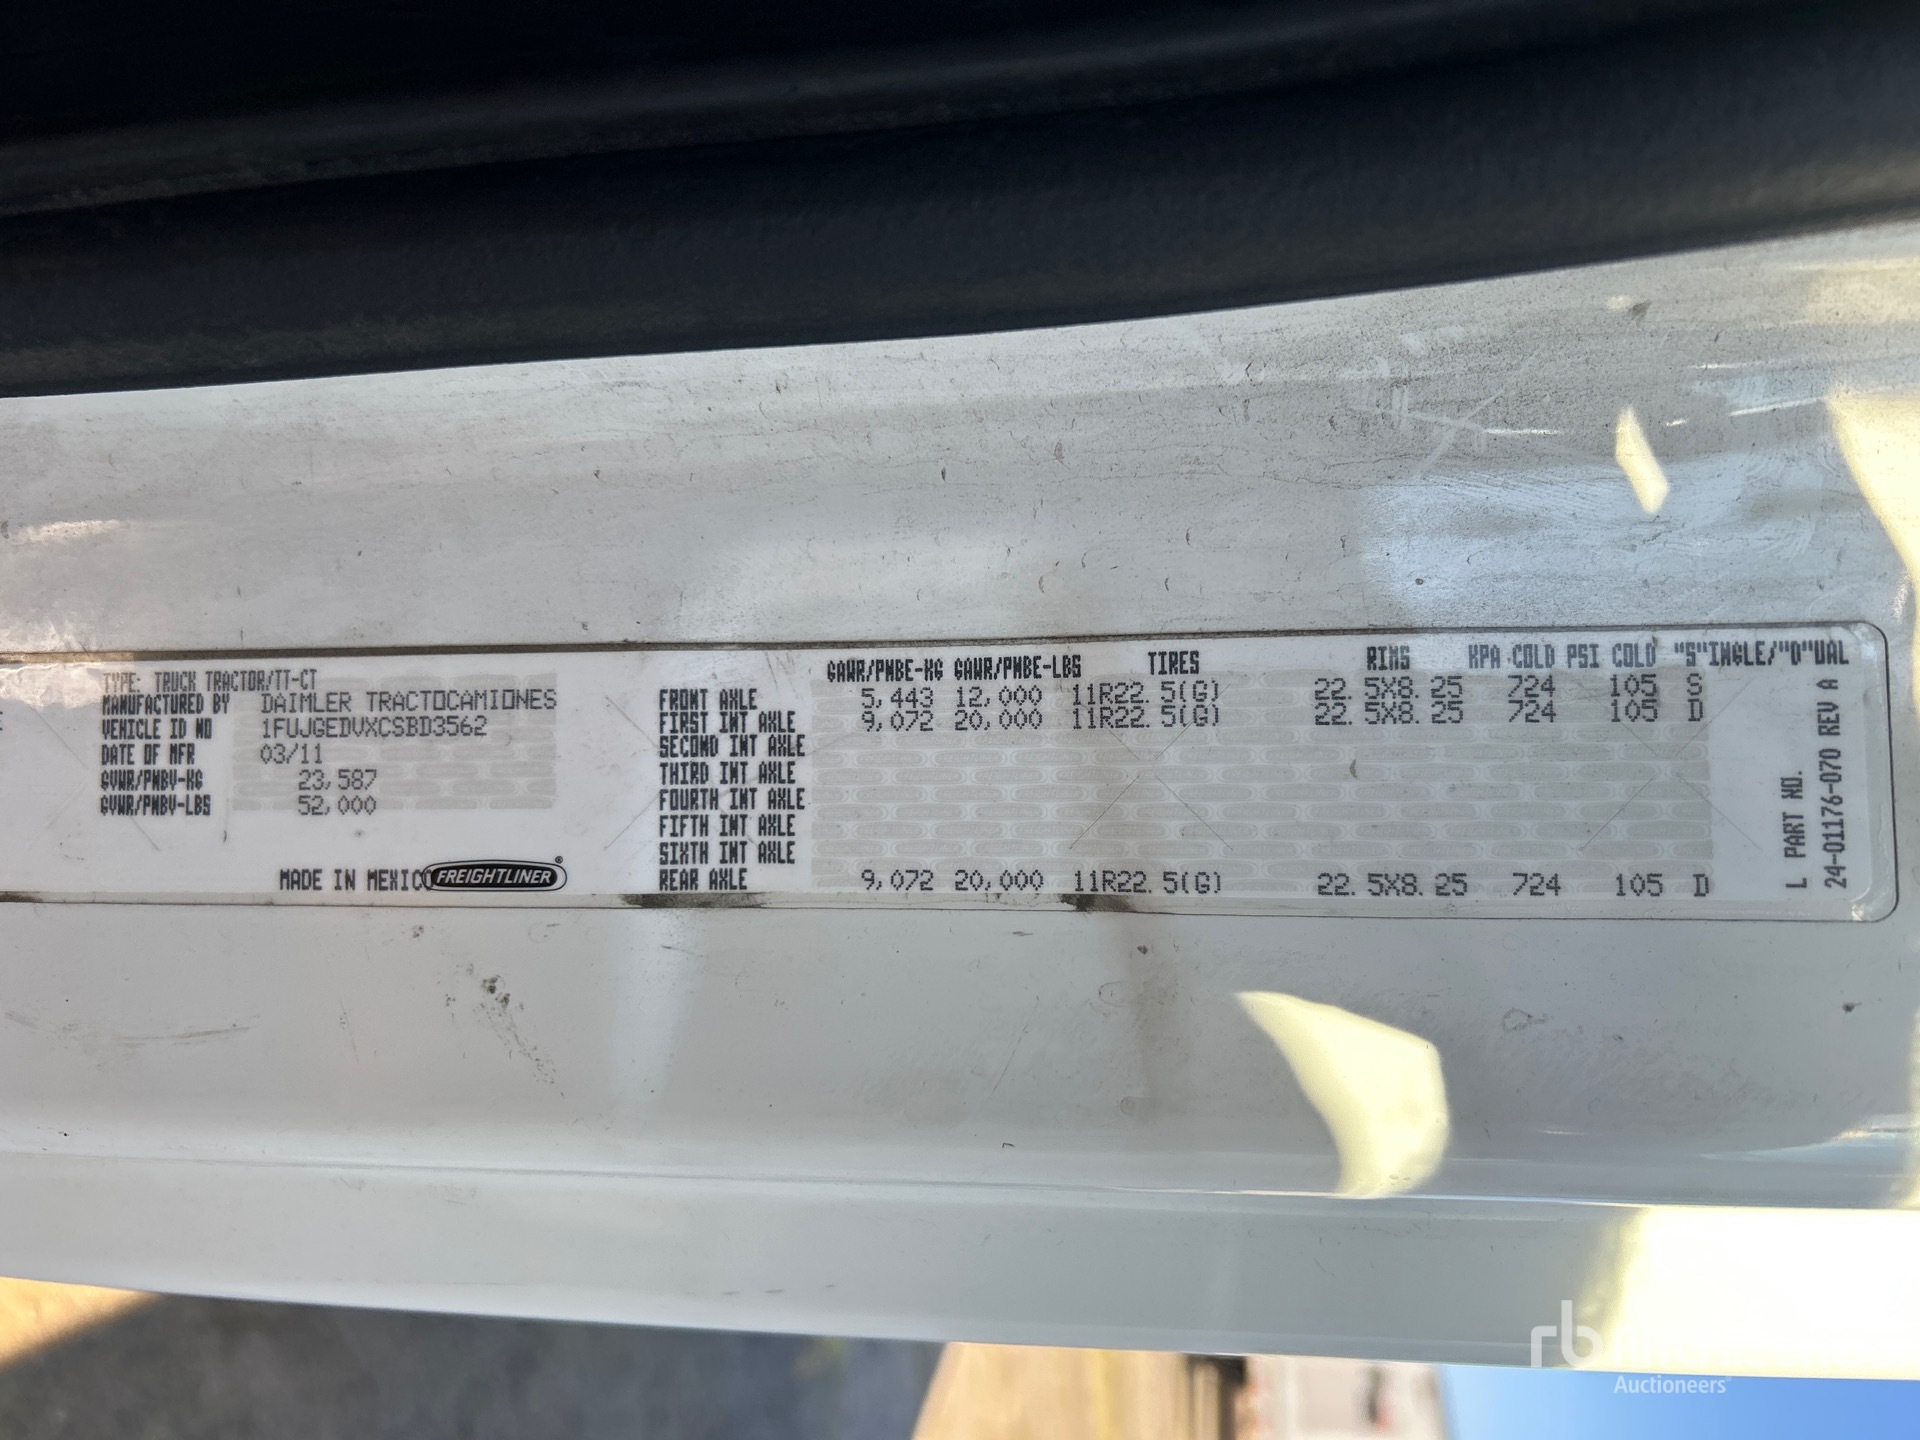 TYPE: TRUCK TRACTOR/TT-CT
MANUFACTURED BY DAIMLER TRACTOCAMIONES
VEHICLE ID NO 1FUJGEDVXCSBD3562
DATE OF MFR 03/11
GVWR/PNBV-KG 23,587
GVWR/PNBV-LBS 52,000
MADE IN MEXICO FREIGHTLINER®
GAWR/PNBE-KG GAWR/PNBE-LBS TIRES RIMS KPA COLD PSI COLD "S"INGLE/"D"UAL
FRONT AXLE 5,443 12,000 11R22.5(G) 22.5X8.25 724 105 S
FIRST INT AXLE 9,072 20,000 11R22.5(G) 22.5X8.25 724 105 D
SECOND INT AXLE
THIRD INT AXLE
FOURTH INT AXLE
FIFTH INT AXLE
SIXTH INT AXLE
REAR AXLE 9,072 20,000 11R22.5(G) 22.5X8.25 724 105 D
L PART NO.
24-01176-070 REV A
rb
Auctioneers